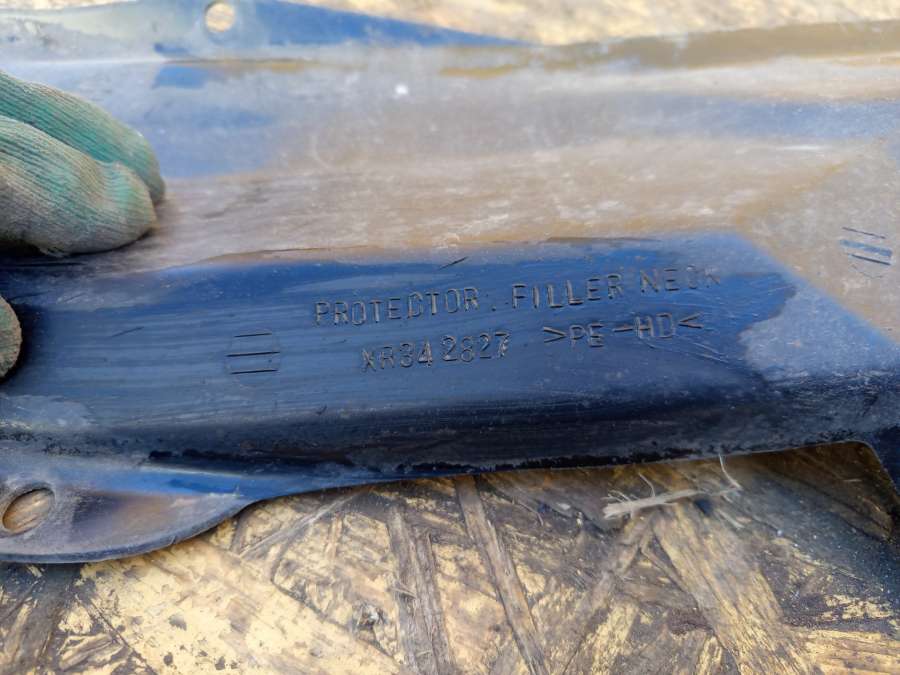 PROTECTOR : FILLER NECK
XR34 2827 >PE-HD<